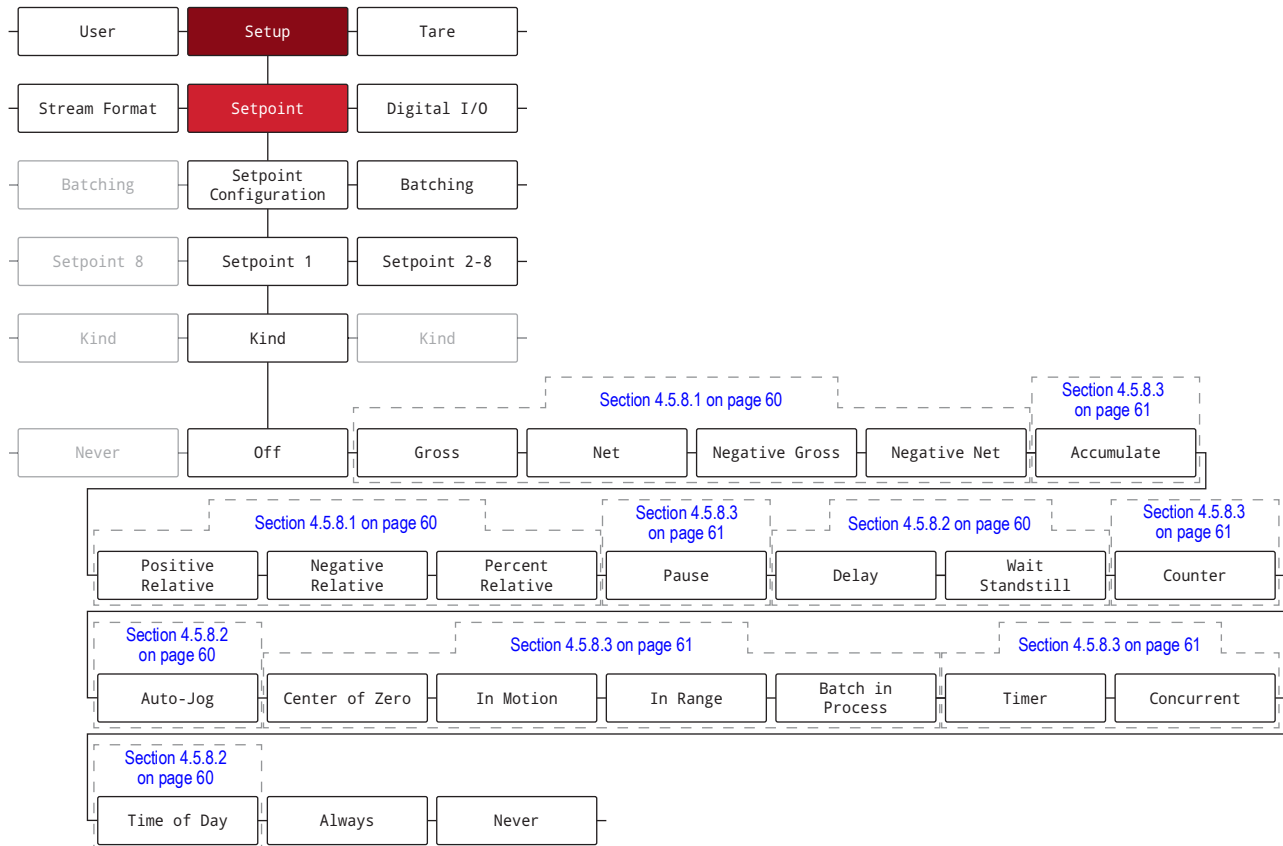 User
Setup
Tare
Stream Format
Setpoint
Digital I/O
Batching
Setpoint
Configuration
Batching
Setpoint 8
Setpoint 1
Setpoint 2-8
Kind
Kind
Kind
Section 4.5.8.1 on page 60
Section 4.5.8.3
on page 61
Never
Off
Gross
Net
Negative Gross
Negative Net
Accumulate
Section 4.5.8.1 on page 60
Section 4.5.8.3
on page 61
Section 4.5.8.2 on page 60
Section 4.5.8.3
on page 61
Positive
Relative
Negative
Relative
Percent
Relative
Pause
Delay
Wait
Standstill
Counter
Section 4.5.8.2
on page 60
Section 4.5.8.3 on page 61
Section 4.5.8.3 on page 61
Auto-Jog
Center of Zero
In Motion
In Range
Batch in
Process
Timer
Concurrent
Section 4.5.8.2
on page 60
Time of Day
Always
Never